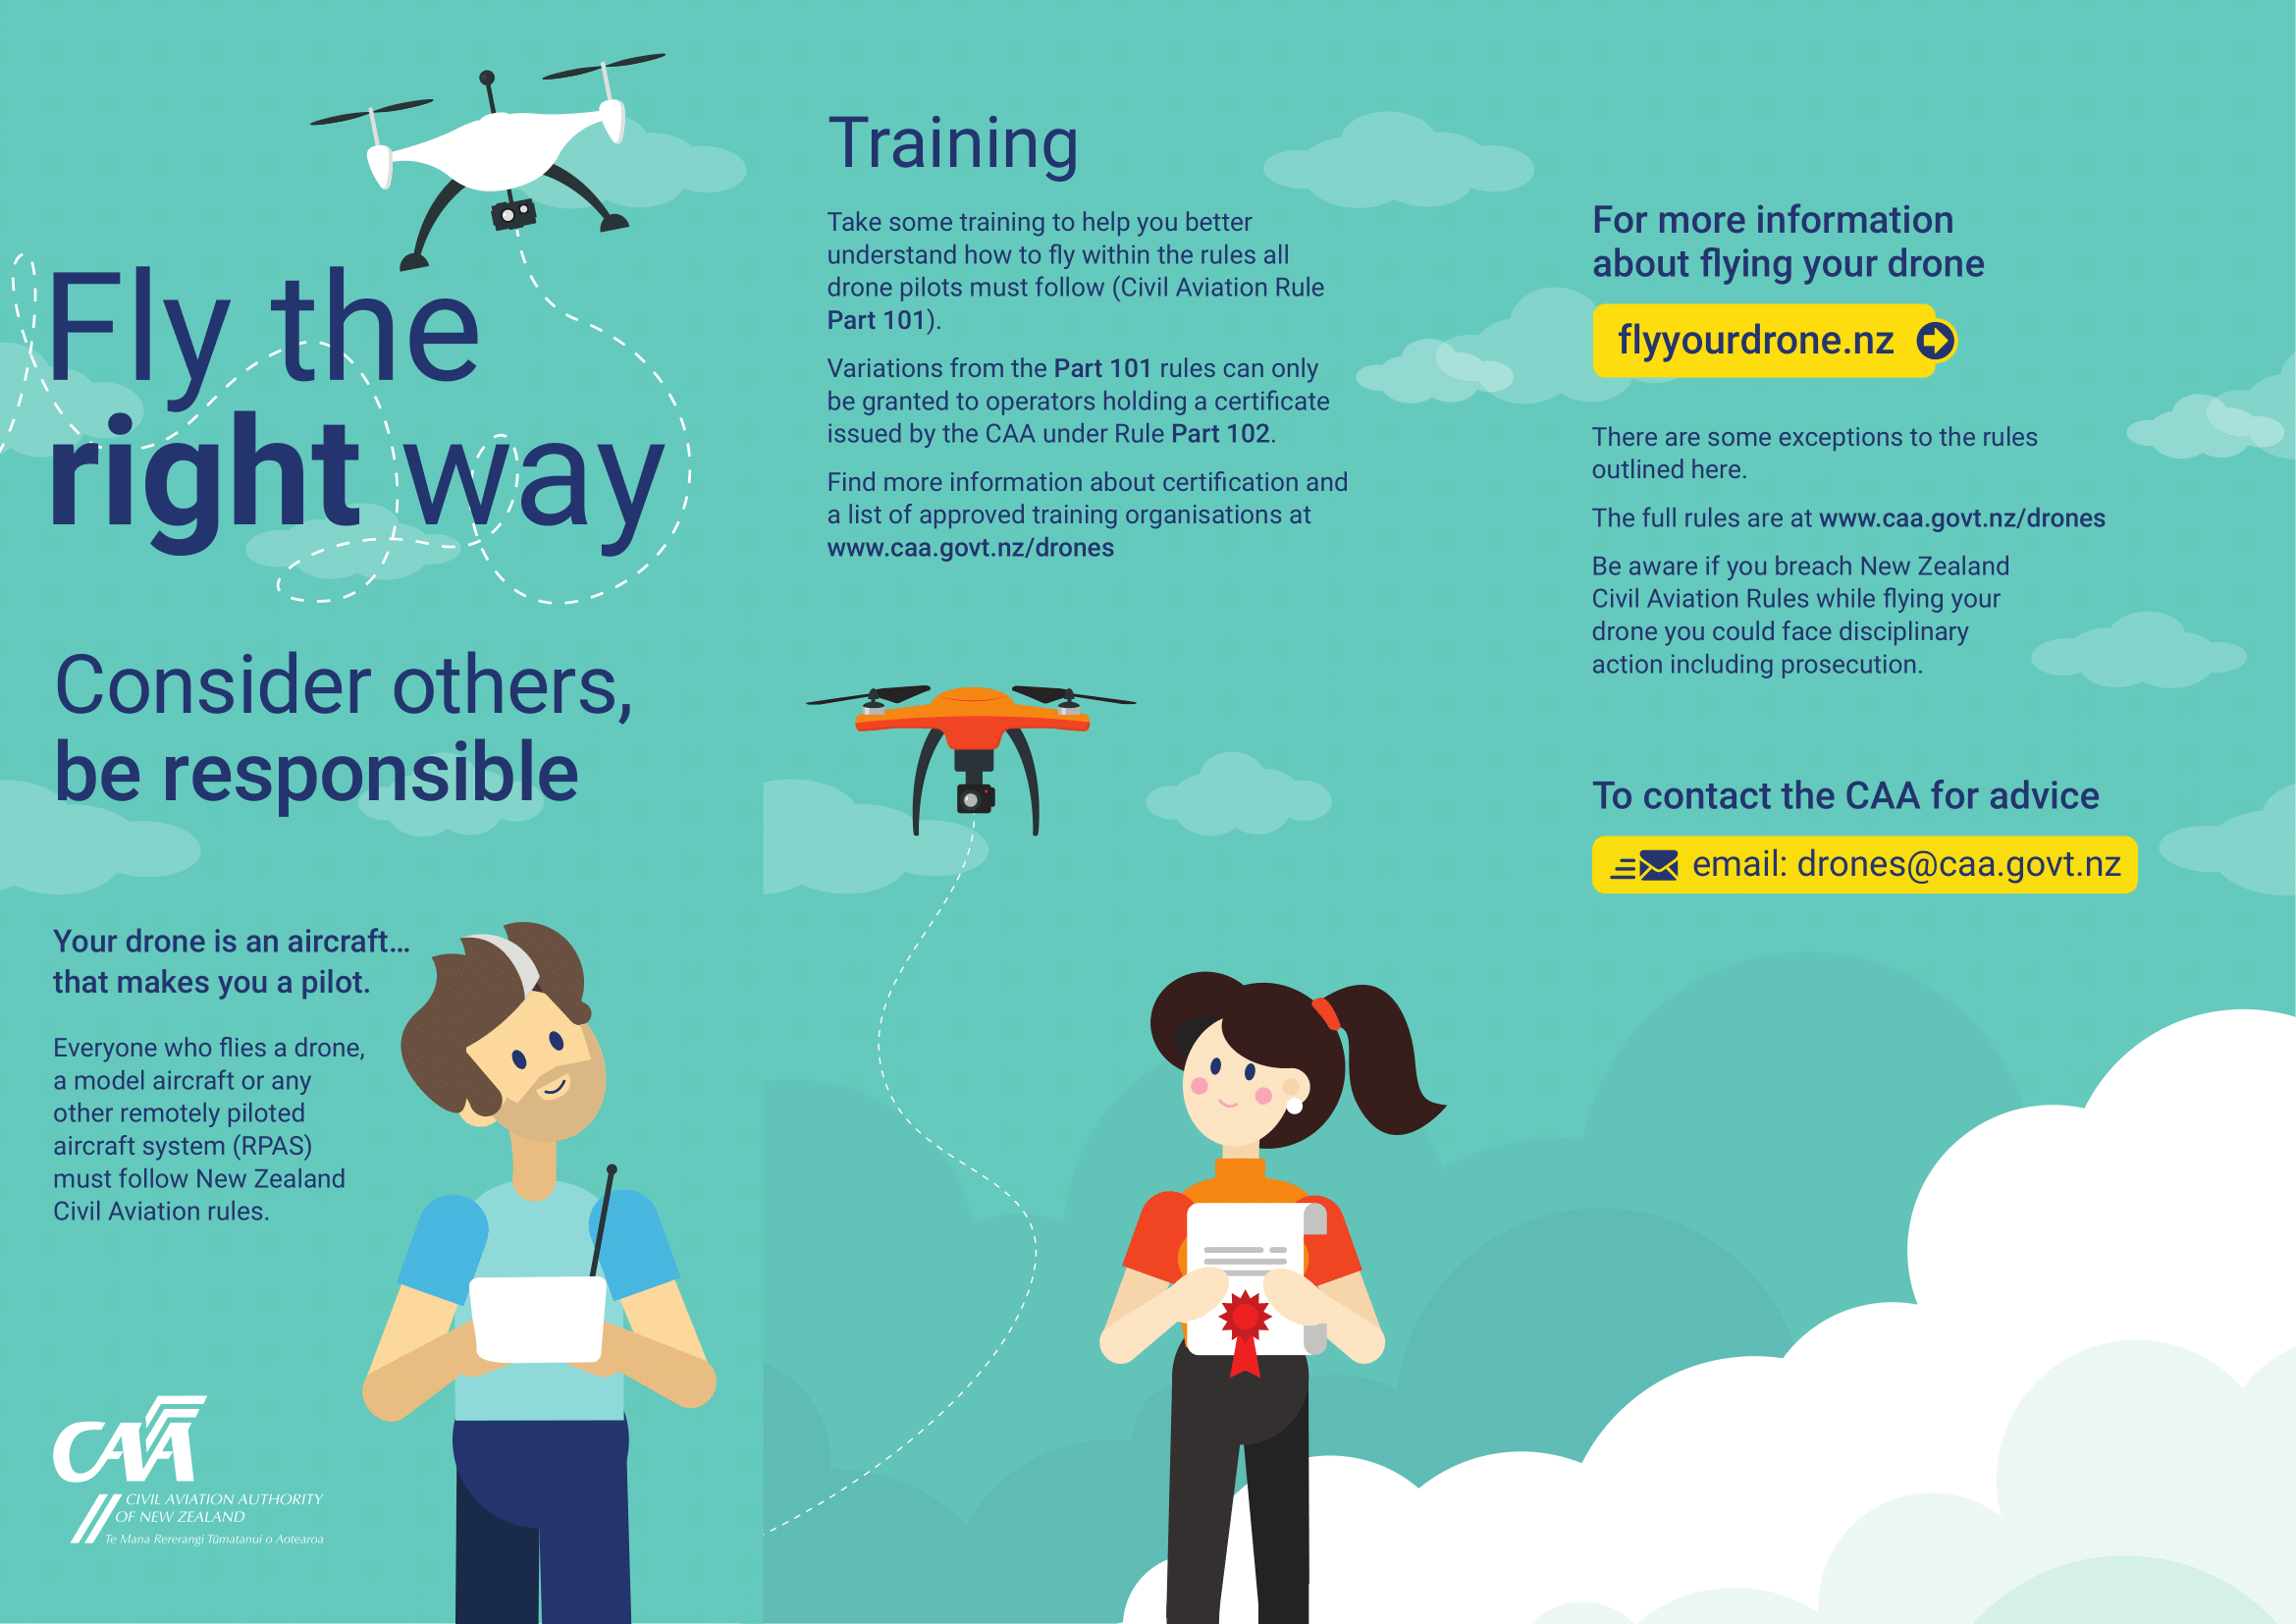 Fly the
right way
Consider others,
be responsible
Your drone is an aircraft...
that makes you a pilot.
Everyone who flies a drone,
a model aircraft or any
other remotely piloted
aircraft system (RPAS)
must follow New Zealand
Civil Aviation rules.
CAA
CIVIL AVIATION AUTHORITY
OF NEW ZEALAND
Te Mana Rererangi Tūmatanui o Aotearoa
Training
Take some training to help you better
understand how to fly within the rules all
drone pilots must follow (Civil Aviation Rule
Part 101).
Variations from the Part 101 rules can only
be granted to operators holding a certificate
issued by the CAA under Rule Part 102.
Find more information about certification and
a list of approved training organisations at
www.caa.govt.nz/drones
For more information
about flying your drone
flyyourdrone.nz
There are some exceptions to the rules
outlined here.
The full rules are at www.caa.govt.nz/drones
Be aware if you breach New Zealand
Civil Aviation Rules while flying your
drone you could face disciplinary
action including prosecution.
To contact the CAA for advice
email: drones@caa.govt.nz